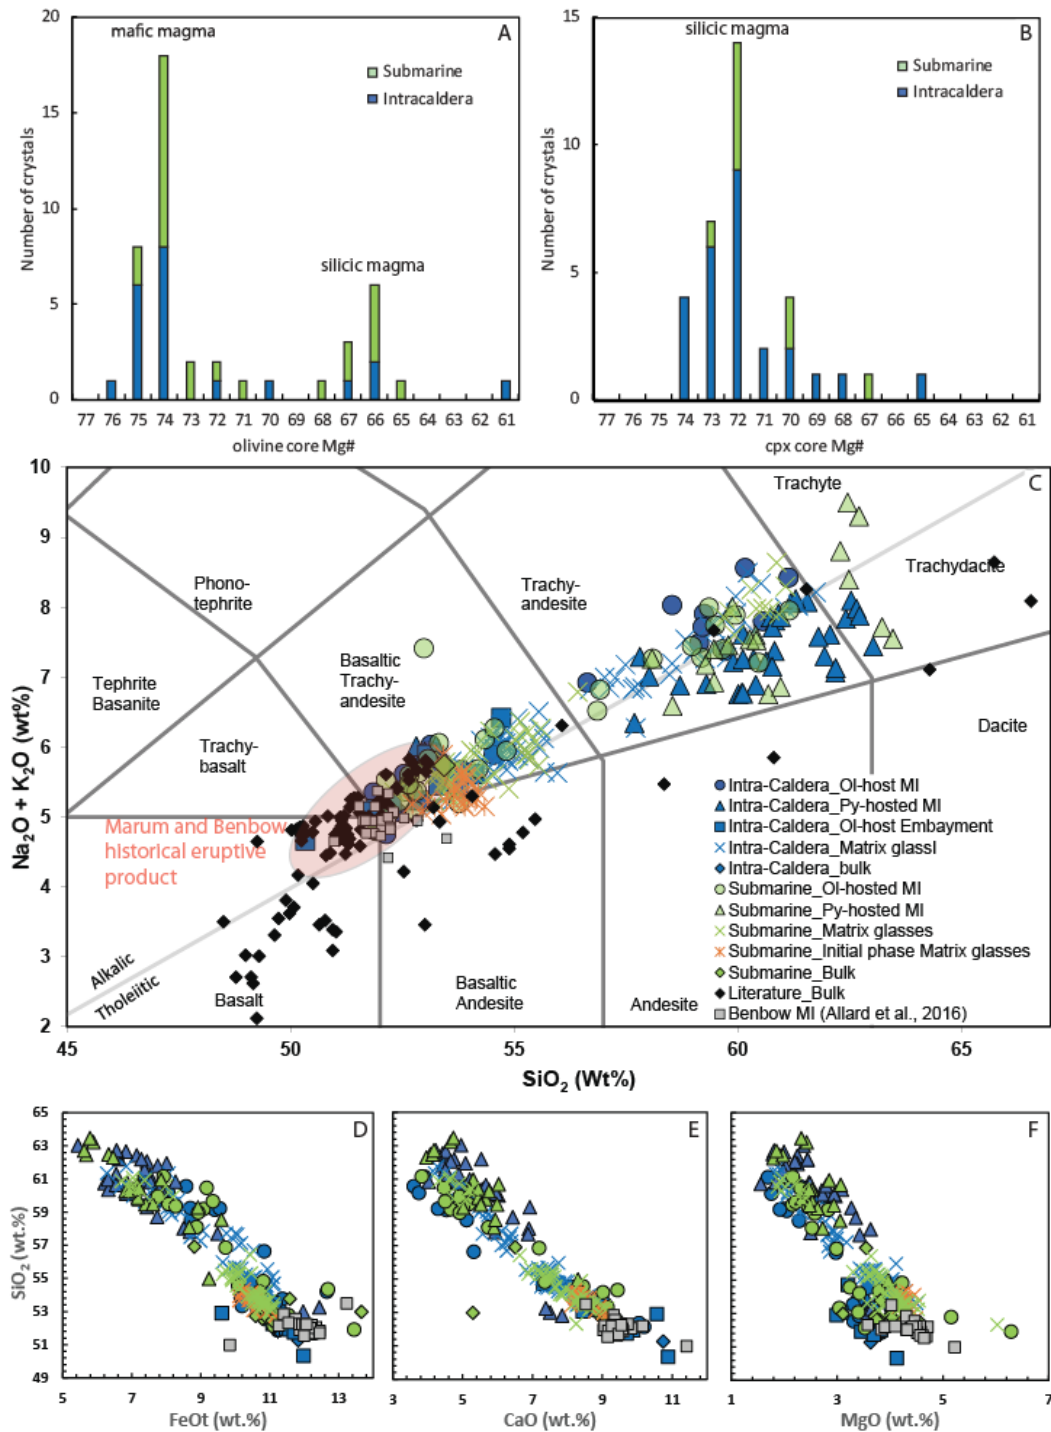 20
15
10
5
0
Number of crystals
mafic magma
A
Submarine
Intracaldera
silicic magma
77 76 75 74 73 72 71 70 69 68 67 66 65 64 63 62 61
olivine core Mg#
15
10
5
0
Number of crystals
silicic magma
B
Submarine
Intracaldera
77 76 75 74 73 72 71 70 69 68 67 66 65 64 63 62 61
cpx core Mg#
10
9
8
7
6
5
4
3
2
Na2O + K2O (wt%)
C
Trachyte
Trachydacite
Phono-
tephrite
Trachy-
andesite
Tephrite
Basanite
Basaltic
Trachy-
andesite
Trachy-
basalt
Dacite
Marum and Benbow
historical eruptive
product
Alkalic
Tholeiitic
Basalt
Basaltic
Andesite
Andesite
Intra-Caldera_Ol-host MI
Intra-Caldera_Py-hosted MI
Intra-Caldera_Ol-host Embayment
Intra-Caldera_Matrix glassl
Intra-Caldera_bulk
Submarine_Ol-hosted MI
Submarine_Py-hosted MI
Submarine_Matrix glasses
Submarine_Initial phase Matrix glasses
Submarine_Bulk
Literature_Bulk
Benbow MI (Allard et al., 2016)
45 50 55 60 65
SiO2 (Wt%)
65
63
61
59
57
55
53
51
49
SiO2 (wt.%)
D
5 7 9 11 13
FeOt (wt.%)
E
3 5 7 9 11
CaO (wt.%)
F
1 3 5 7
MgO (wt.%)